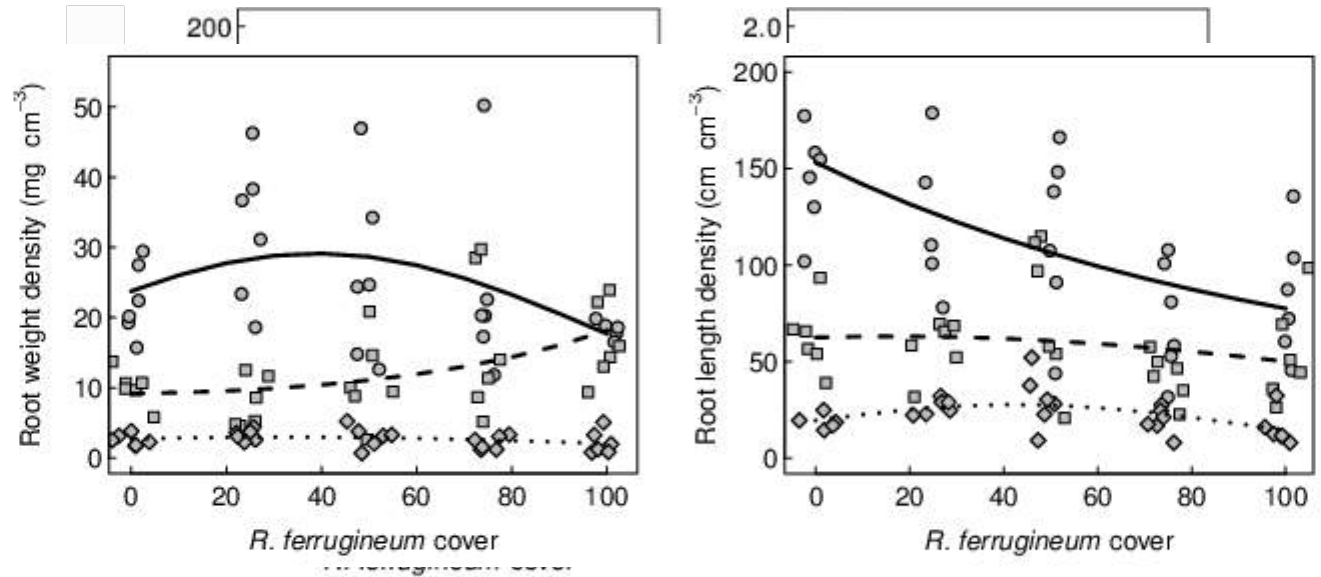 200
2.0
Root weight density (mg cm⁻³)
50
40
30
20
10
0
0 20 40 60 80 100
R. ferrugineum cover
Root length density (cm cm⁻³)
200
150
100
50
0
0 20 40 60 80 100
R. ferrugineum cover